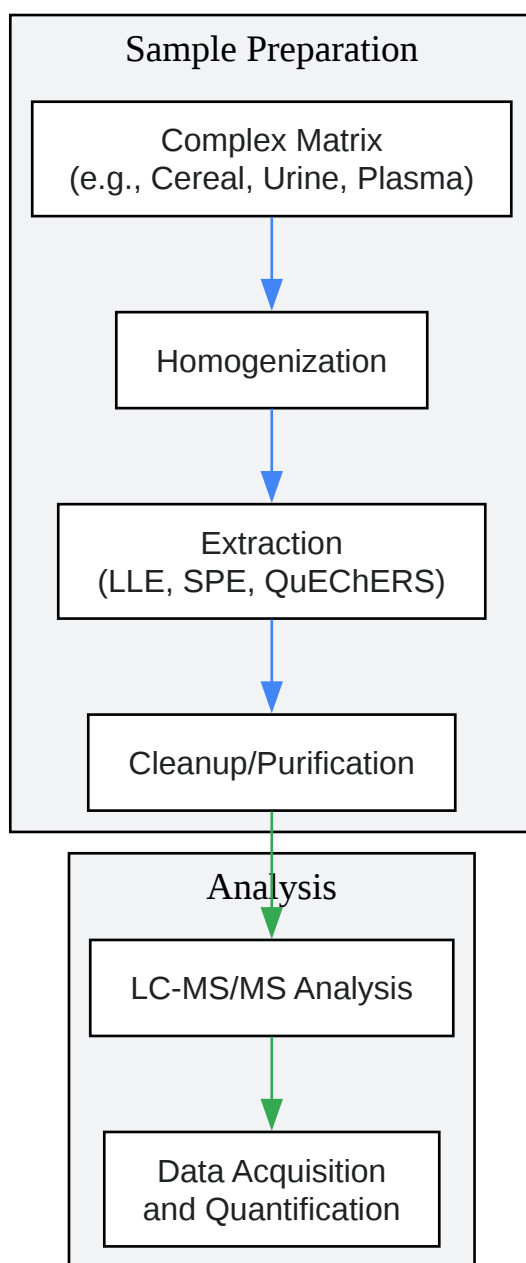 Sample Preparation
Complex Matrix
(e.g., Cereal, Urine, Plasma)
Homogenization
Extraction
(LLE, SPE, QuEChERS)
Cleanup/Purification
Analysis
LC-MS/MS Analysis
Data Acquisition
and Quantification